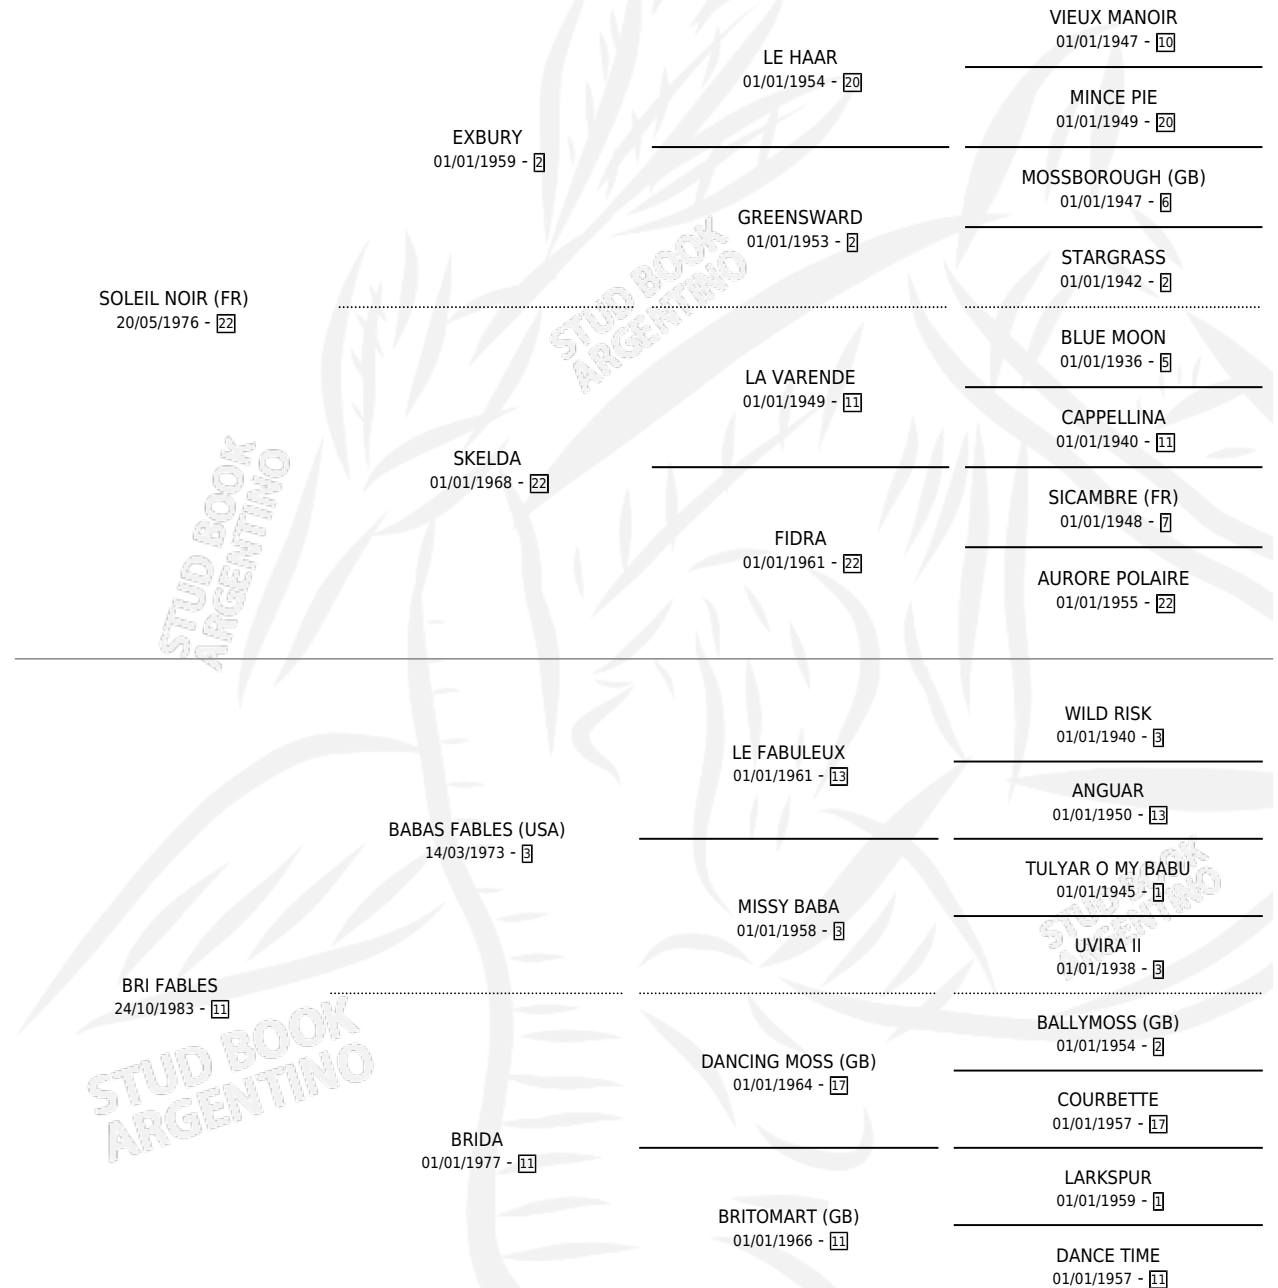 VIEUX MANOIR
01/01/1947 - 10
LE HAAR
01/01/1954 - 20
MINCE PIE
01/01/1949 - 20
EXBURY
01/01/1959 - 2
MOSSBOROUGH (GB)
01/01/1947 - 6
GREENSWARD
01/01/1953 - 2
STARGRASS
01/01/1942 - 2
SOLEIL NOIR (FR)
20/05/1976 - 22
STUD BOOK
ARGENTINO
BLUE MOON
01/01/1936 - 5
LA VARENDE
01/01/1949 - 11
CAPPELLINA
01/01/1940 - 11
SKELDA
01/01/1968 - 22
SICAMBRE (FR)
01/01/1948 - 7
FIDRA
01/01/1961 - 22
AURORE POLAIRE
01/01/1955 - 22
STUD BOOK
ARGENTINO
WILD RISK
01/01/1940 - 3
LE FABULEUX
01/01/1961 - 13
ANGUAR
01/01/1950 - 13
BABAS FABLES (USA)
14/03/1973 - 3
TULYAR O MY BABU
01/01/1945 - 1
MISSY BABA
01/01/1958 - 3
STUD BOOK
ARGENTINO
UVIRA II
01/01/1938 - 3
BRI FABLES
24/10/1983 - 11
STUD BOOK
ARGENTINO
BALLYMOSS (GB)
01/01/1954 - 2
DANCING MOSS (GB)
01/01/1964 - 17
COURBETTE
01/01/1957 - 17
BRIDA
01/01/1977 - 11
LARKSPUR
01/01/1959 - 1
BRITOMART (GB)
01/01/1966 - 11
DANCE TIME
01/01/1957 - 11